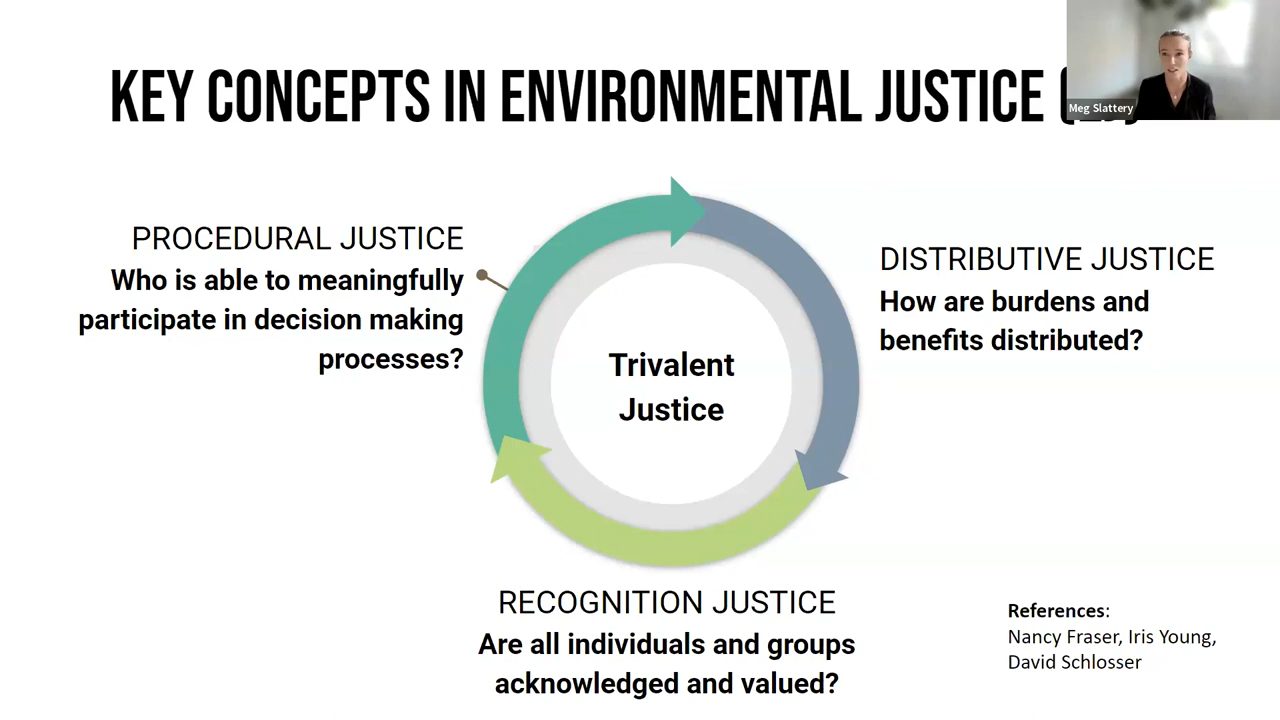 KEY CONCEPTS IN ENVIRONMENTAL JUSTICE
Meg Slattery
PROCEDURAL JUSTICE
Who is able to meaningfully
participate in decision making
processes?
DISTRIBUTIVE JUSTICE
How are burdens and
benefits distributed?
Trivalent
Justice
RECOGNITION JUSTICE
Are all individuals and groups
acknowledged and valued?
References:
Nancy Fraser, Iris Young,
David Schlosser